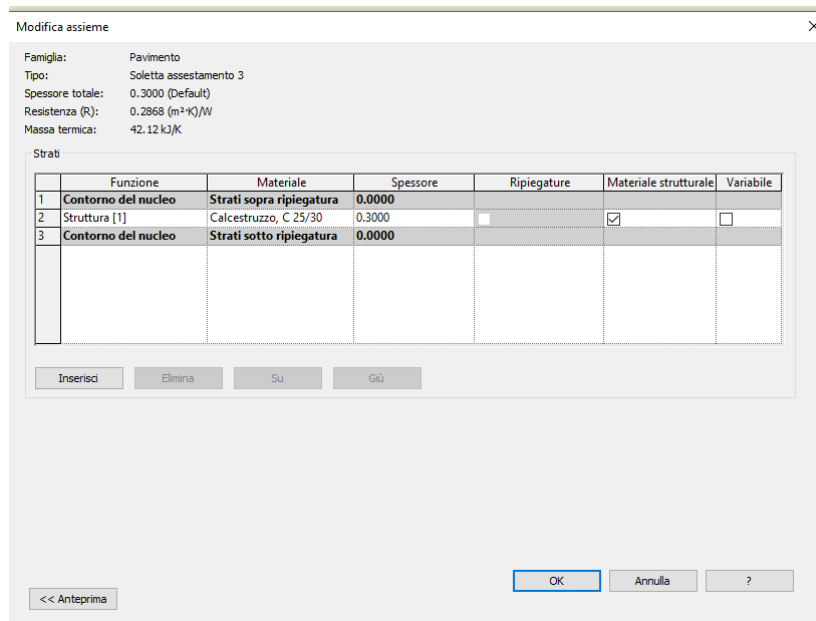 Modifica assieme
Famiglia: Pavimento
Tipo: Soletta assestamento 3
Spessore totale: 0.3000 (Default)
Resistenza (R): 0.2868 (m²·K)/W
Massa termica: 42.12 kJ/K
Strati
Funzione Materiale Spessore Ripiegature Materiale strutturale Variabile
1 Contorno del nucleo Strati sopra ripiegatura 0.0000
2 Struttura [1] Calcestruzzo, C 25/30 0.3000
3 Contorno del nucleo Strati sotto ripiegatura 0.0000
Inserisci Elimina Su Giù
OK Annulla ?
<< Anteprima